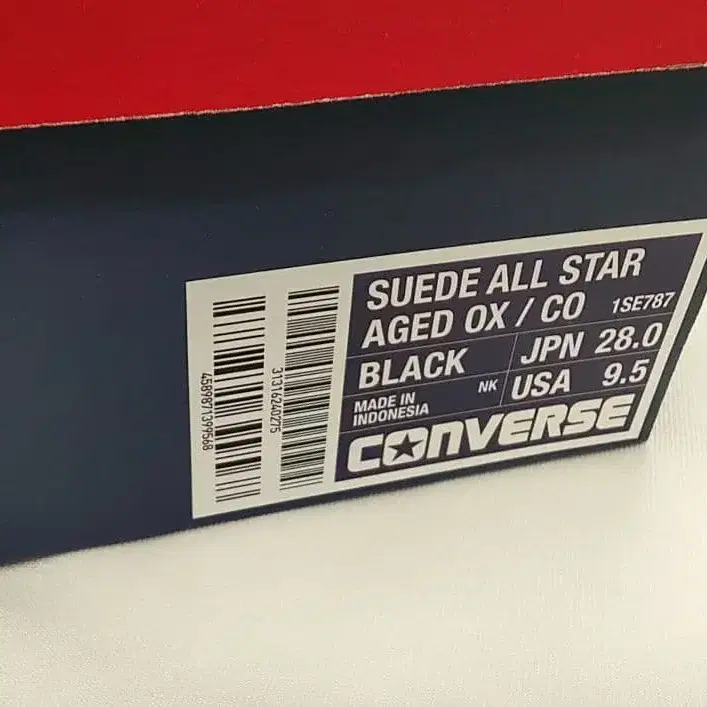 SUEDE ALL STAR
AGED OX / CO 1SE787
BLACK JPN 28.0
NK USA 9.5
MADE IN
INDONESIA
CONVERSE
4589871399568
31316240275